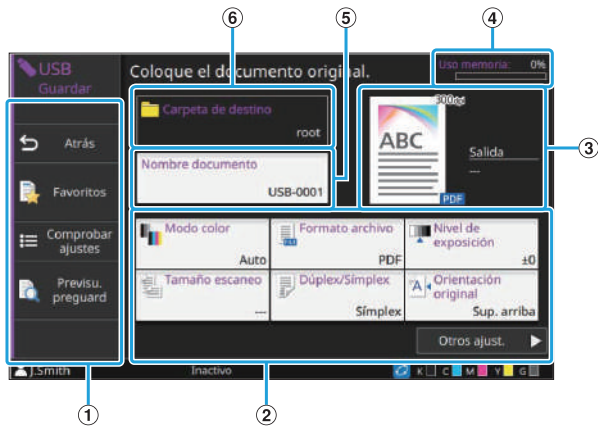 ⑥
⑤
④
USB
Guardar
Coloque el documento original.
Uso memoria:
0%
Carpeta de destino
root
300dpi
ABC
PDF
Salida
---
③
Atrás
Nombre documento
USB-0001
Favoritos
Comprobar
ajustes
Previsu.
preguard
Modo color
Auto
Formato archivo
PDF
Nivel de
exposición
±0
Tamaño escaneo
---
Dúplex/Símplex
Símplex
A
Orientación
original
Sup. arriba
Otros ajust.
J.Smith
Inactivo
K C M Y G
①
②